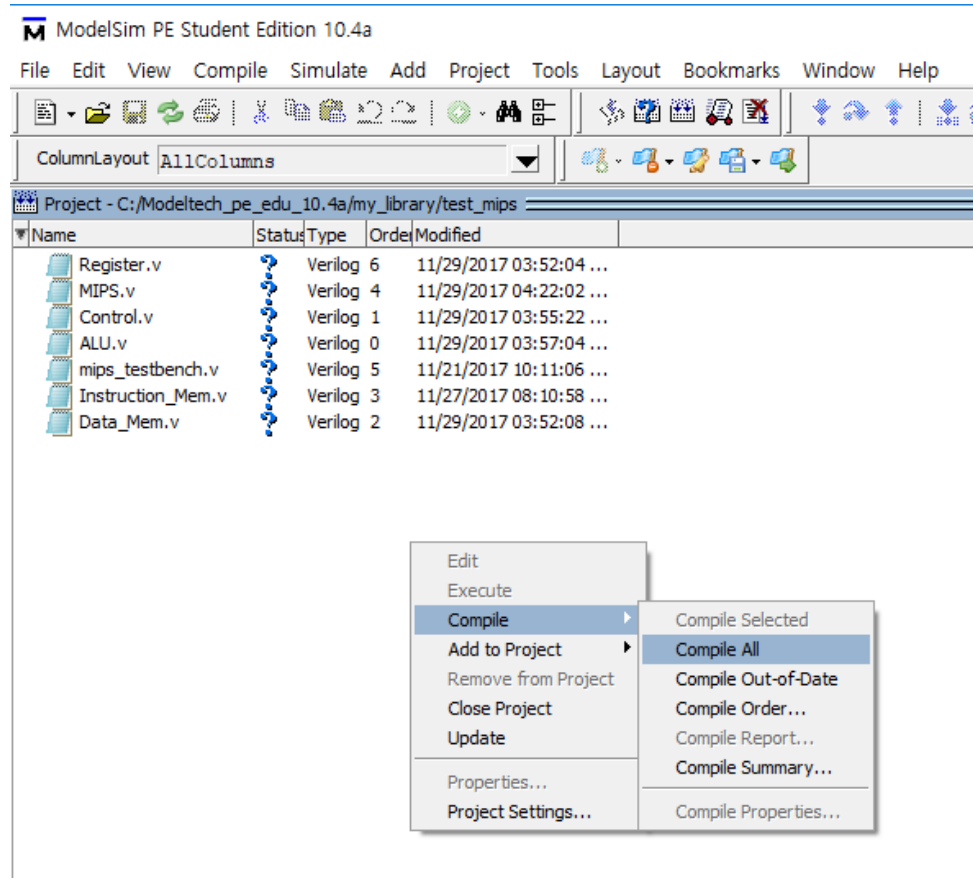 ModelSim PE Student Edition 10.4a
File Edit View Compile Simulate Add Project Tools Layout Bookmarks Window Help
ColumnLayout AllColumns
Project - C:/Modeltech_pe_edu_10.4a/my_library/test_mips
Name Status Type Order Modified
Register.v Verilog 6 11/29/2017 03:52:04 ...
MIPS.v Verilog 4 11/29/2017 04:22:02 ...
Control.v Verilog 1 11/29/2017 03:55:22 ...
ALU.v Verilog 0 11/29/2017 03:57:04 ...
mips_testbench.v Verilog 5 11/21/2017 10:11:06 ...
Instruction_Mem.v Verilog 3 11/27/2017 08:10:58 ...
Data_Mem.v Verilog 2 11/29/2017 03:52:08 ...
Edit
Execute
Compile
Add to Project
Remove from Project
Close Project
Update
Properties...
Project Settings...
Compile Selected
Compile All
Compile Out-of-Date
Compile Order...
Compile Report...
Compile Summary...
Compile Properties...